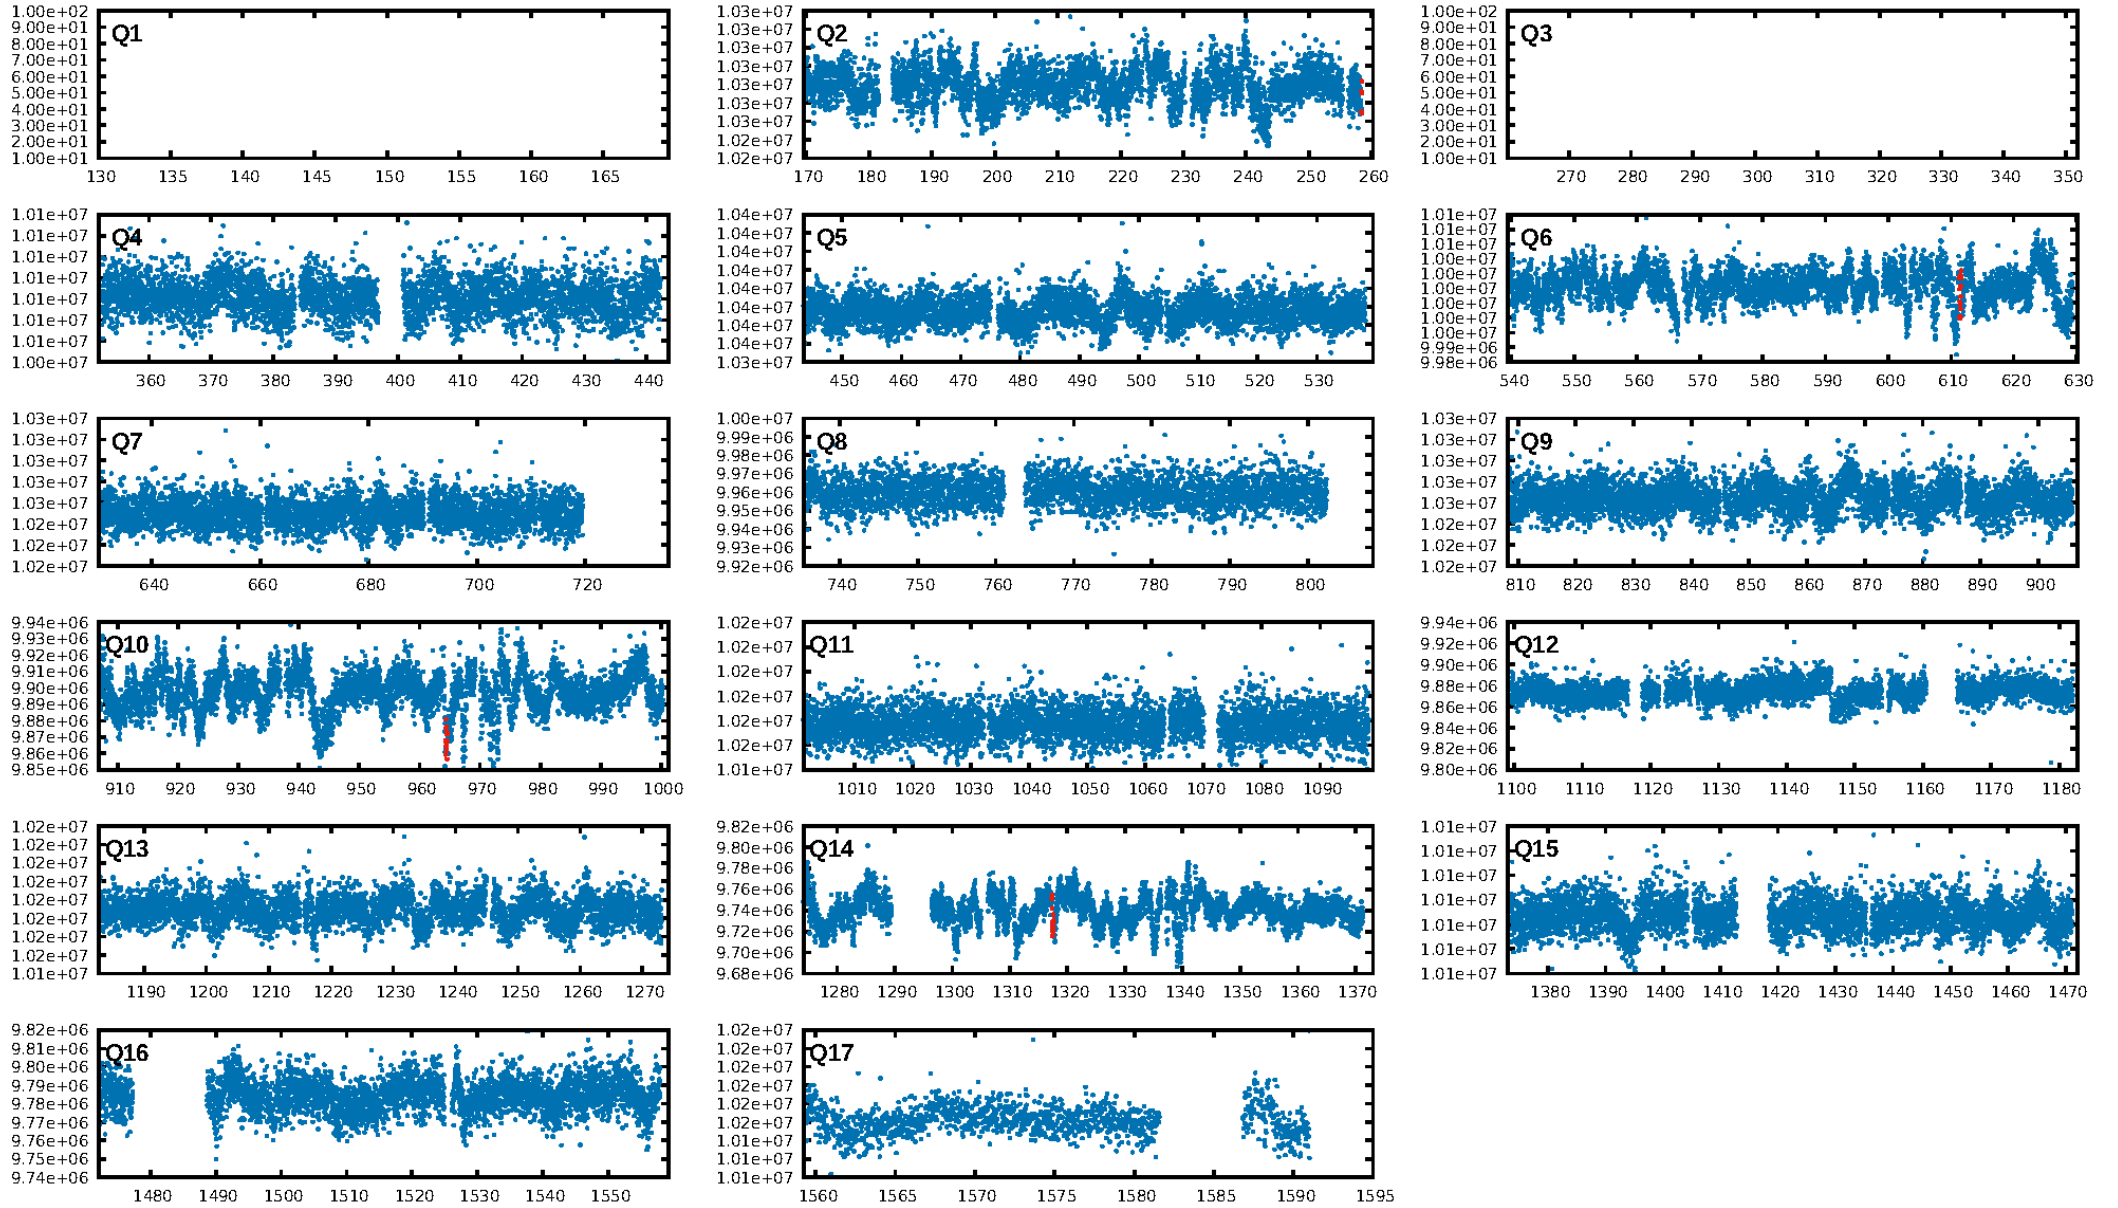 Q1
1.00e+02
9.00e+01
8.00e+01
7.00e+01
6.00e+01
5.00e+01
4.00e+01
3.00e+01
2.00e+01
1.00e+01
130 135 140 145 150 155 160 165
Q2
1.03e+07
1.03e+07
1.03e+07
1.03e+07
1.03e+07
1.03e+07
1.03e+07
1.02e+07
1.02e+07
170 180 190 200 210 220 230 240 250 260
Q3
1.00e+02
9.00e+01
8.00e+01
7.00e+01
6.00e+01
5.00e+01
4.00e+01
3.00e+01
2.00e+01
1.00e+01
270 280 290 300 310 320 330 340 350
Q4
1.01e+07
1.01e+07
1.01e+07
1.01e+07
1.01e+07
1.01e+07
1.01e+07
1.00e+07
360 370 380 390 400 410 420 430 440
Q5
1.04e+07
1.04e+07
1.04e+07
1.04e+07
1.04e+07
1.04e+07
1.04e+07
1.04e+07
1.03e+07
450 460 470 480 490 500 510 520 530
Q6
1.01e+07
1.01e+07
1.01e+07
1.00e+07
1.00e+07
1.00e+07
1.00e+07
1.00e+07
1.00e+07
9.99e+06
9.98e+06
540 550 560 570 580 590 600 610 620 630
Q7
1.03e+07
1.03e+07
1.03e+07
1.03e+07
1.03e+07
1.02e+07
1.02e+07
1.02e+07
640 660 680 700 720
Q8
1.00e+07
9.99e+06
9.98e+06
9.97e+06
9.96e+06
9.95e+06
9.94e+06
9.93e+06
9.92e+06
740 750 760 770 780 790 800
Q9
1.03e+07
1.03e+07
1.03e+07
1.03e+07
1.03e+07
1.02e+07
1.02e+07
1.02e+07
810 820 830 840 850 860 870 880 890 900
Q10
9.94e+06
9.93e+06
9.92e+06
9.91e+06
9.90e+06
9.89e+06
9.88e+06
9.87e+06
9.86e+06
9.85e+06
910 920 930 940 950 960 970 980 990 1000
Q11
1.02e+07
1.02e+07
1.02e+07
1.02e+07
1.02e+07
1.02e+07
1.01e+07
1010 1020 1030 1040 1050 1060 1070 1080 1090
Q12
9.94e+06
9.92e+06
9.90e+06
9.88e+06
9.86e+06
9.84e+06
9.82e+06
9.80e+06
1100 1110 1120 1130 1140 1150 1160 1170 1180
Q13
1.02e+07
1.02e+07
1.02e+07
1.02e+07
1.02e+07
1.02e+07
1.02e+07
1.02e+07
1.01e+07
1190 1200 1210 1220 1230 1240 1250 1260 1270
Q14
9.82e+06
9.80e+06
9.78e+06
9.76e+06
9.74e+06
9.72e+06
9.70e+06
9.68e+06
1280 1290 1300 1310 1320 1330 1340 1350 1360 1370
Q15
1.01e+07
1.01e+07
1.01e+07
1.01e+07
1.01e+07
1.01e+07
1.01e+07
1380 1390 1400 1410 1420 1430 1440 1450 1460 1470
Q16
9.82e+06
9.81e+06
9.80e+06
9.79e+06
9.78e+06
9.77e+06
9.76e+06
9.75e+06
9.74e+06
1480 1490 1500 1510 1520 1530 1540 1550
Q17
1.02e+07
1.02e+07
1.02e+07
1.02e+07
1.02e+07
1.02e+07
1.01e+07
1.01e+07
1.01e+07
1560 1565 1570 1575 1580 1585 1590 1595